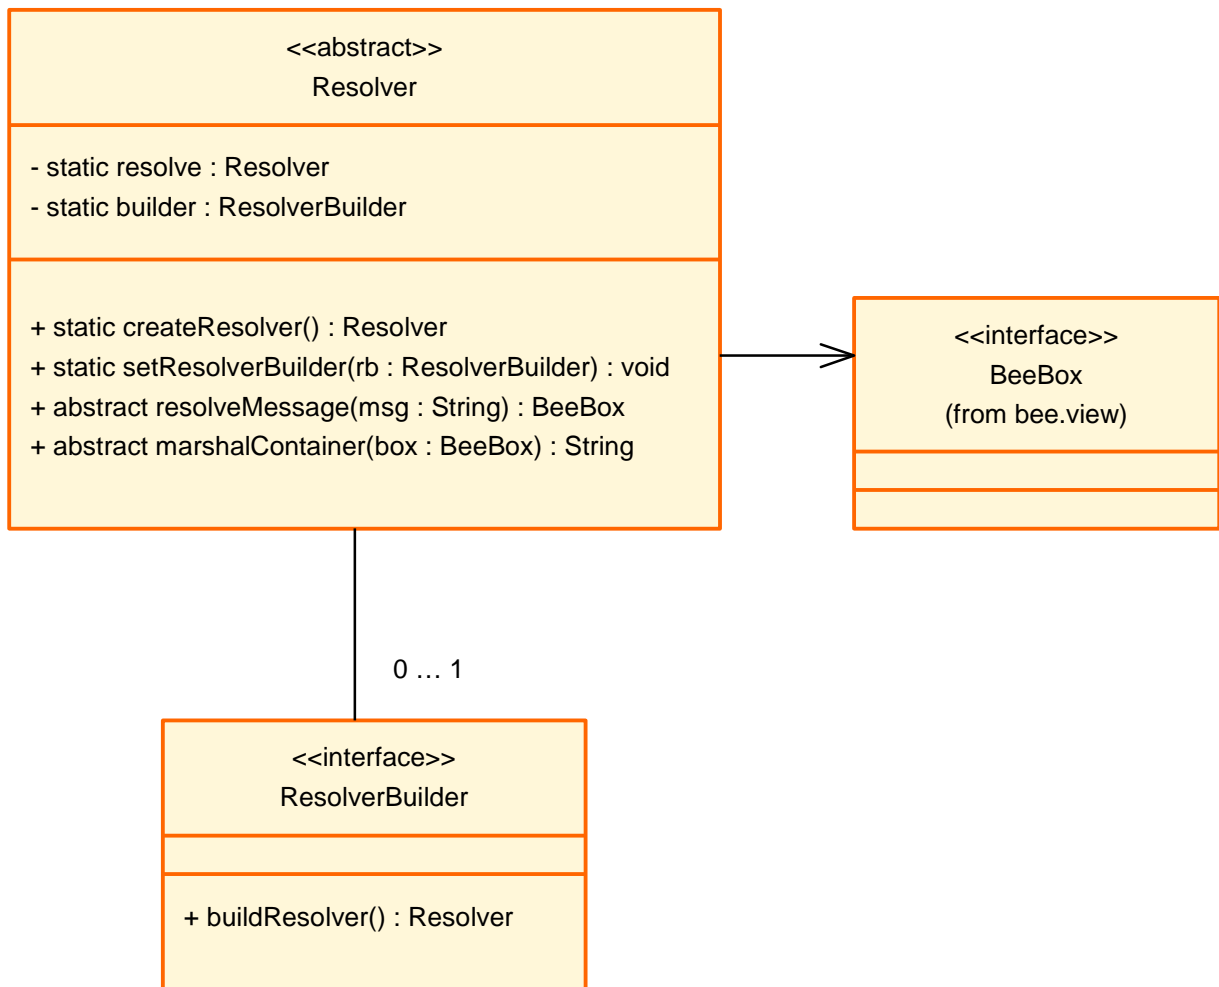 <<abstract>>
Resolver
- static resolve : Resolver
- static builder : ResolverBuilder
+ static createResolver() : Resolver
+ static setResolverBuilder(rb : ResolverBuilder) : void
+ abstract resolveMessage(msg : String) : BeeBox
+ abstract marshalContainer(box : BeeBox) : String
<<interface>>
BeeBox
(from bee.view)
0 … 1
<<interface>>
ResolverBuilder
+ buildResolver() : Resolver